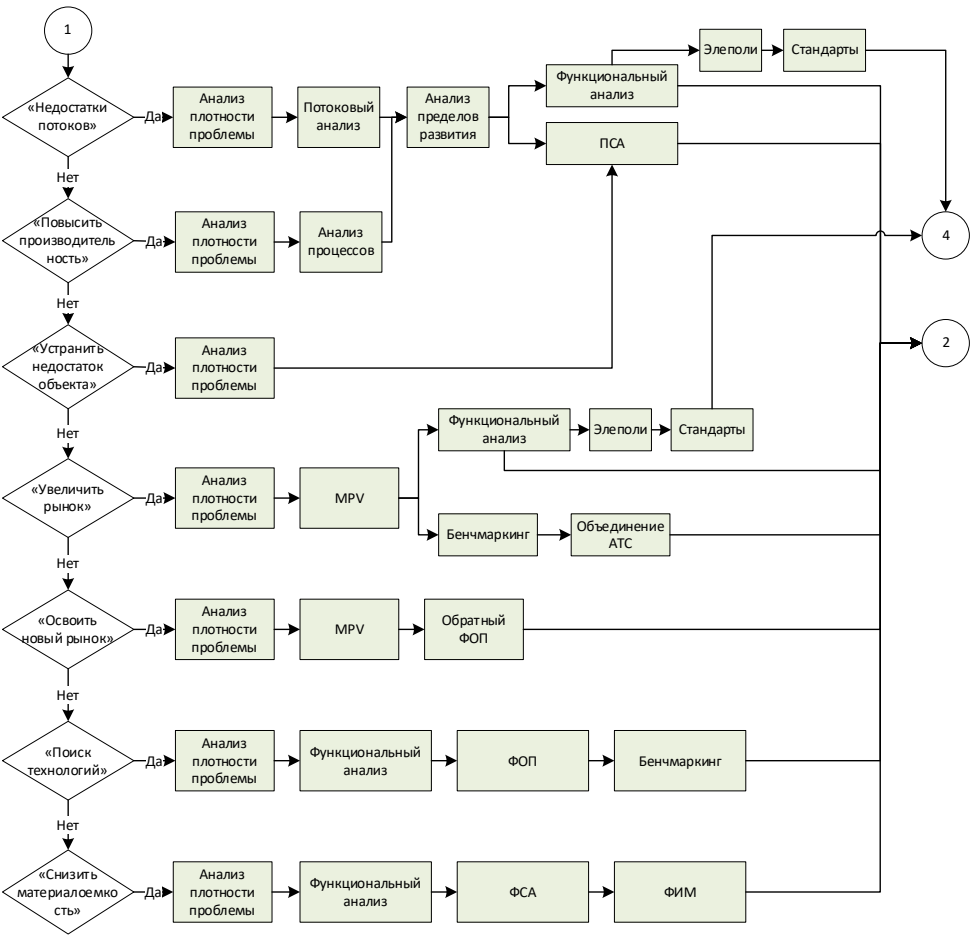 1
Элеполи
Стандарты
«Недостатки
потоков»
Да
Анализ
плотности
проблемы
Потоковый
анализ
Анализ
пределов
развития
Функциональный
анализ
ПСА
Нет
«Повысить
производитель
ность»
Да
Анализ
плотности
проблемы
Анализ
процессов
4
Нет
«Устранить
недостаток
объекта»
Да
Анализ
плотности
проблемы
2
Нет
«Увеличить
рынок»
Да
Анализ
плотности
проблемы
MPV
Функциональный
анализ
Элеполи
Стандарты
Бенчмаркинг
Объединение
АТС
Нет
«Освоить
новый рынок»
Да
Анализ
плотности
проблемы
MPV
Обратный
ФОП
Нет
«Поиск
технологий»
Да
Анализ
плотности
проблемы
Функциональный
анализ
ФОП
Бенчмаркинг
Нет
«Снизить
материалоемко
сть»
Да
Анализ
плотности
проблемы
Функциональный
анализ
ФСА
ФИМ